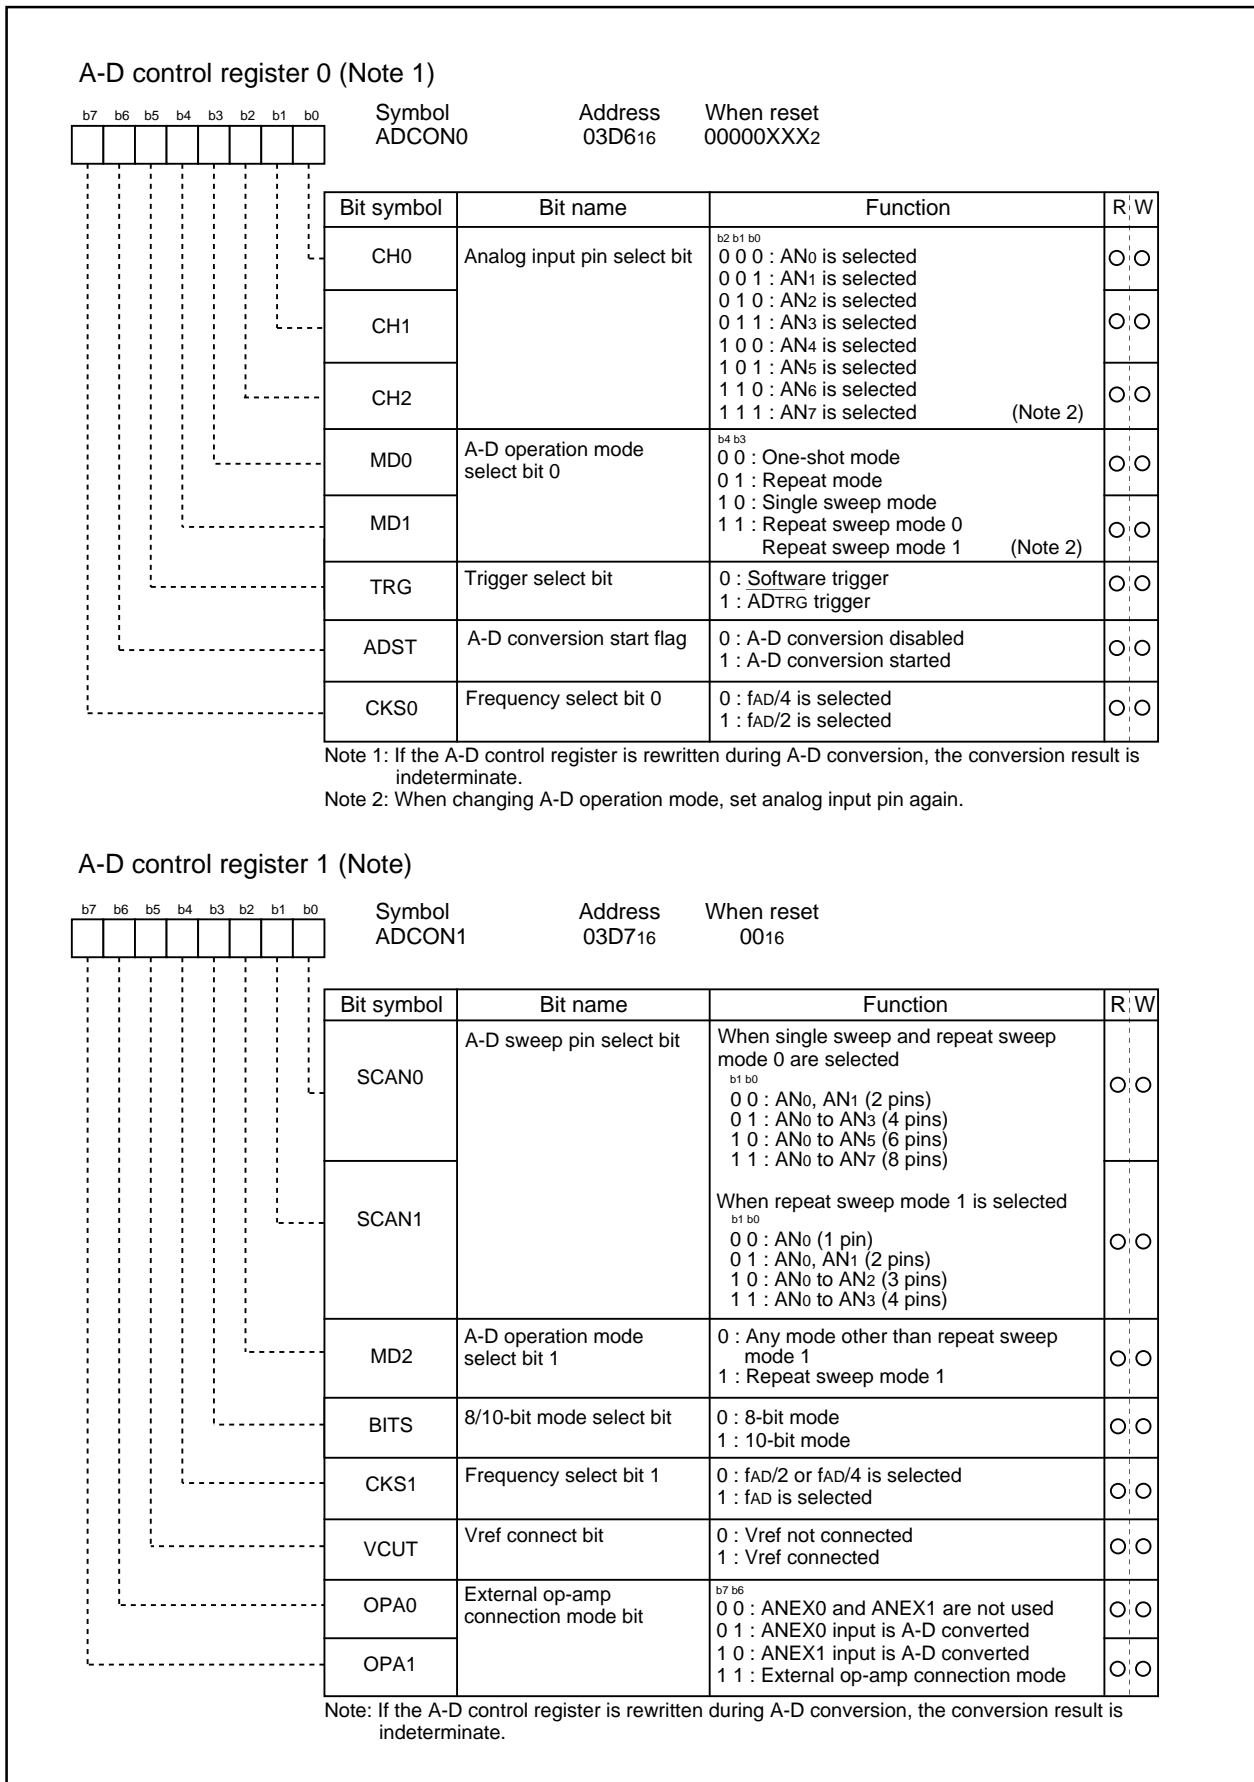 A-D control register 0 (Note 1)
b7 b6 b5 b4 b3 b2 b1 b0
Symbol Address When reset
ADCON0 03D616 00000XXX2
Bit symbol Bit name Function R W
CH0 Analog input pin select bit
b2 b1 b0
0 0 0 : AN0 is selected
0 0 1 : AN1 is selected
0 1 0 : AN2 is selected
CH1
0 1 1 : AN3 is selected
1 0 0 : AN4 is selected
1 0 1 : AN5 is selected
CH2
1 1 0 : AN6 is selected
1 1 1 : AN7 is selected (Note 2)
MD0 A-D operation mode
select bit 0
b4 b3
0 0 : One-shot mode
0 1 : Repeat mode
1 0 : Single sweep mode
MD1
1 1 : Repeat sweep mode 0
Repeat sweep mode 1 (Note 2)
TRG Trigger select bit
0 : Software trigger
1 : ADTRG trigger
ADST A-D conversion start flag
0 : A-D conversion disabled
1 : A-D conversion started
CKS0 Frequency select bit 0
0 : fAD/4 is selected
1 : fAD/2 is selected
Note 1: If the A-D control register is rewritten during A-D conversion, the conversion result is
indeterminate.
Note 2: When changing A-D operation mode, set analog input pin again.
A-D control register 1 (Note)
b7 b6 b5 b4 b3 b2 b1 b0
Symbol Address When reset
ADCON1 03D716 0016
Bit symbol Bit name Function R W
SCAN0 A-D sweep pin select bit
When single sweep and repeat sweep
mode 0 are selected
b1 b0
0 0 : AN0, AN1 (2 pins)
0 1 : AN0 to AN3 (4 pins)
1 0 : AN0 to AN5 (6 pins)
1 1 : AN0 to AN7 (8 pins)
SCAN1
When repeat sweep mode 1 is selected
b1 b0
0 0 : AN0 (1 pin)
0 1 : AN0, AN1 (2 pins)
1 0 : AN0 to AN2 (3 pins)
1 1 : AN0 to AN3 (4 pins)
MD2 A-D operation mode
select bit 1
0 : Any mode other than repeat sweep
mode 1
1 : Repeat sweep mode 1
BITS 8/10-bit mode select bit
0 : 8-bit mode
1 : 10-bit mode
CKS1 Frequency select bit 1
0 : fAD/2 or fAD/4 is selected
1 : fAD is selected
VCUT Vref connect bit
0 : Vref not connected
1 : Vref connected
OPA0 External op-amp
connection mode bit
b7 b6
0 0 : ANEX0 and ANEX1 are not used
0 1 : ANEX0 input is A-D converted
OPA1
1 0 : ANEX1 input is A-D converted
1 1 : External op-amp connection mode
Note: If the A-D control register is rewritten during A-D conversion, the conversion result is
indeterminate.